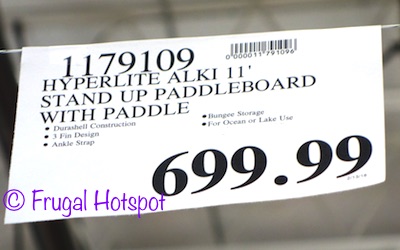 1179109
0000011791096
HYPERLITE ALKI 11'
STAND UP PADDLEBOARD
WITH PADDLE
• Durashell Construction
• 3 Fin Design
• Ankle Strap
• Bungee Storage
• For Ocean or Lake Use
699.99
© Frugal Hotspot